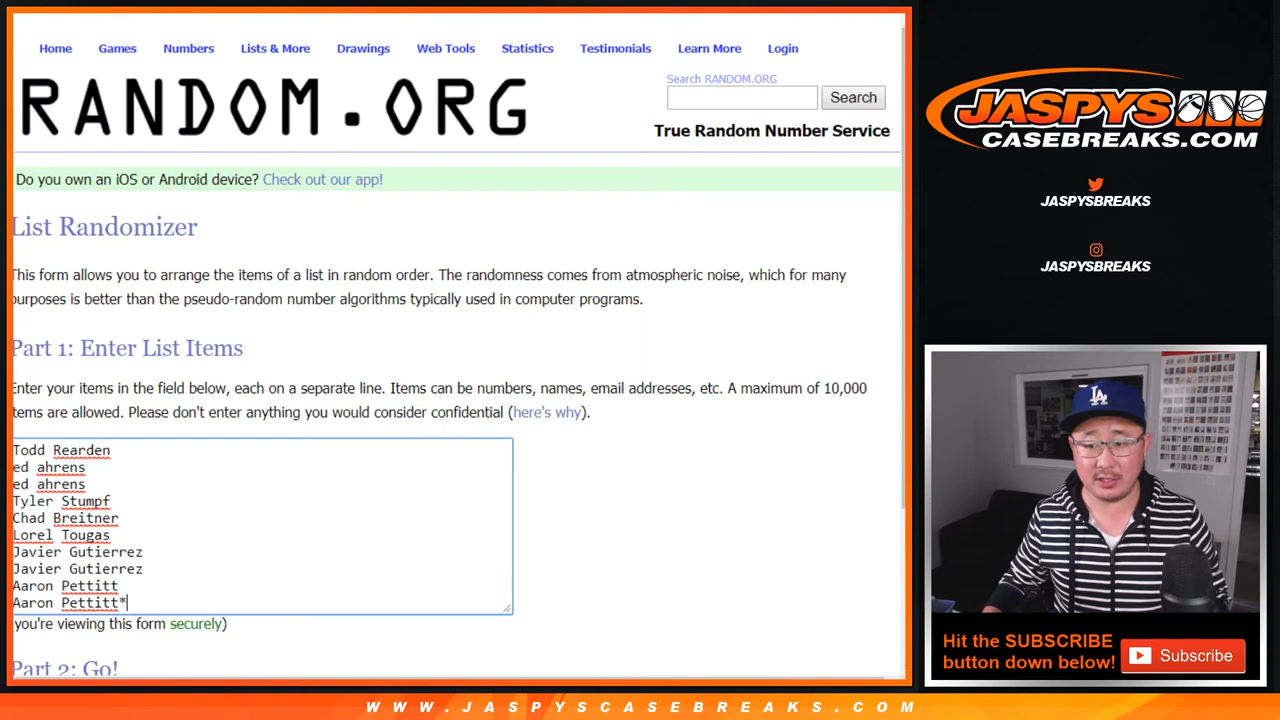 Home Games Numbers Lists & More Drawings Web Tools Statistics Testimonials Learn More Login
RANDOM.ORG
Search RANDOM.ORG
Search
True Random Number Service
Do you own an iOS or Android device? Check out our app!
List Randomizer
This form allows you to arrange the items of a list in random order. The randomness comes from atmospheric noise, which for many
purposes is better than the pseudo-random number algorithms typically used in computer programs.
Part 1: Enter List Items
Enter your items in the field below, each on a separate line. Items can be numbers, names, email addresses, etc. A maximum of 10,000
items are allowed. Please don't enter anything you would consider confidential (here's why).
Todd Rearden
ed ahrens
ed ahrens
Tyler Stumpf
Chad Breitner
Lorel Tougas
Javier Gutierrez
Javier Gutierrez
Aaron Pettitt
Aaron Pettitt*
you're viewing this form securely)
Part 2: Go!
JASPYS
CASEBREAKS.COM
JASPYSBREAKS
JASPYSBREAKS
LA
Hit the SUBSCRIBE
button down below!
Subscribe
WWW.JASPYSCASEBREAKS.COM